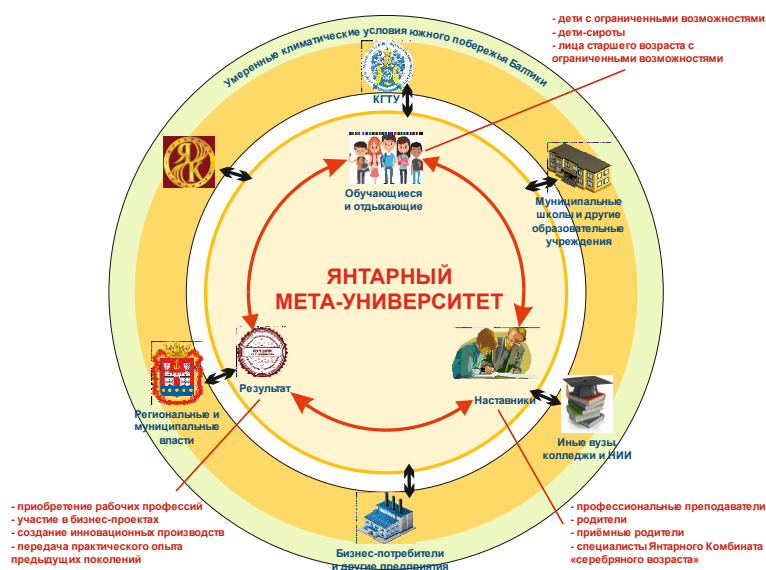 - дети с ограниченными возможностями
- дети-сироты
- лица старшего возраста с
ограниченными возможностями
Умеренные климатические условия южного побережья Балтики
КГТУ
ЯК
Обучающиеся
и отдыхающие
Муниципальные
школы и другие
образовательные
учреждения
ЯНТАРНЫЙ
МЕТА-УНИВЕРСИТЕТ
Результат
Наставники
Региональные и
муниципальные
власти
Иные вузы,
колледжи и НИИ
- приобретение рабочих профессий
- участие в бизнес-проектах
- создание инновационных производств
- передача практического опыта
предыдущих поколений
- профессиональные преподаватели
- родители
- приёмные родители
- специалисты Янтарного Комбината
«серебряного возраста»
Бизнес-потребители
и другие предприятия